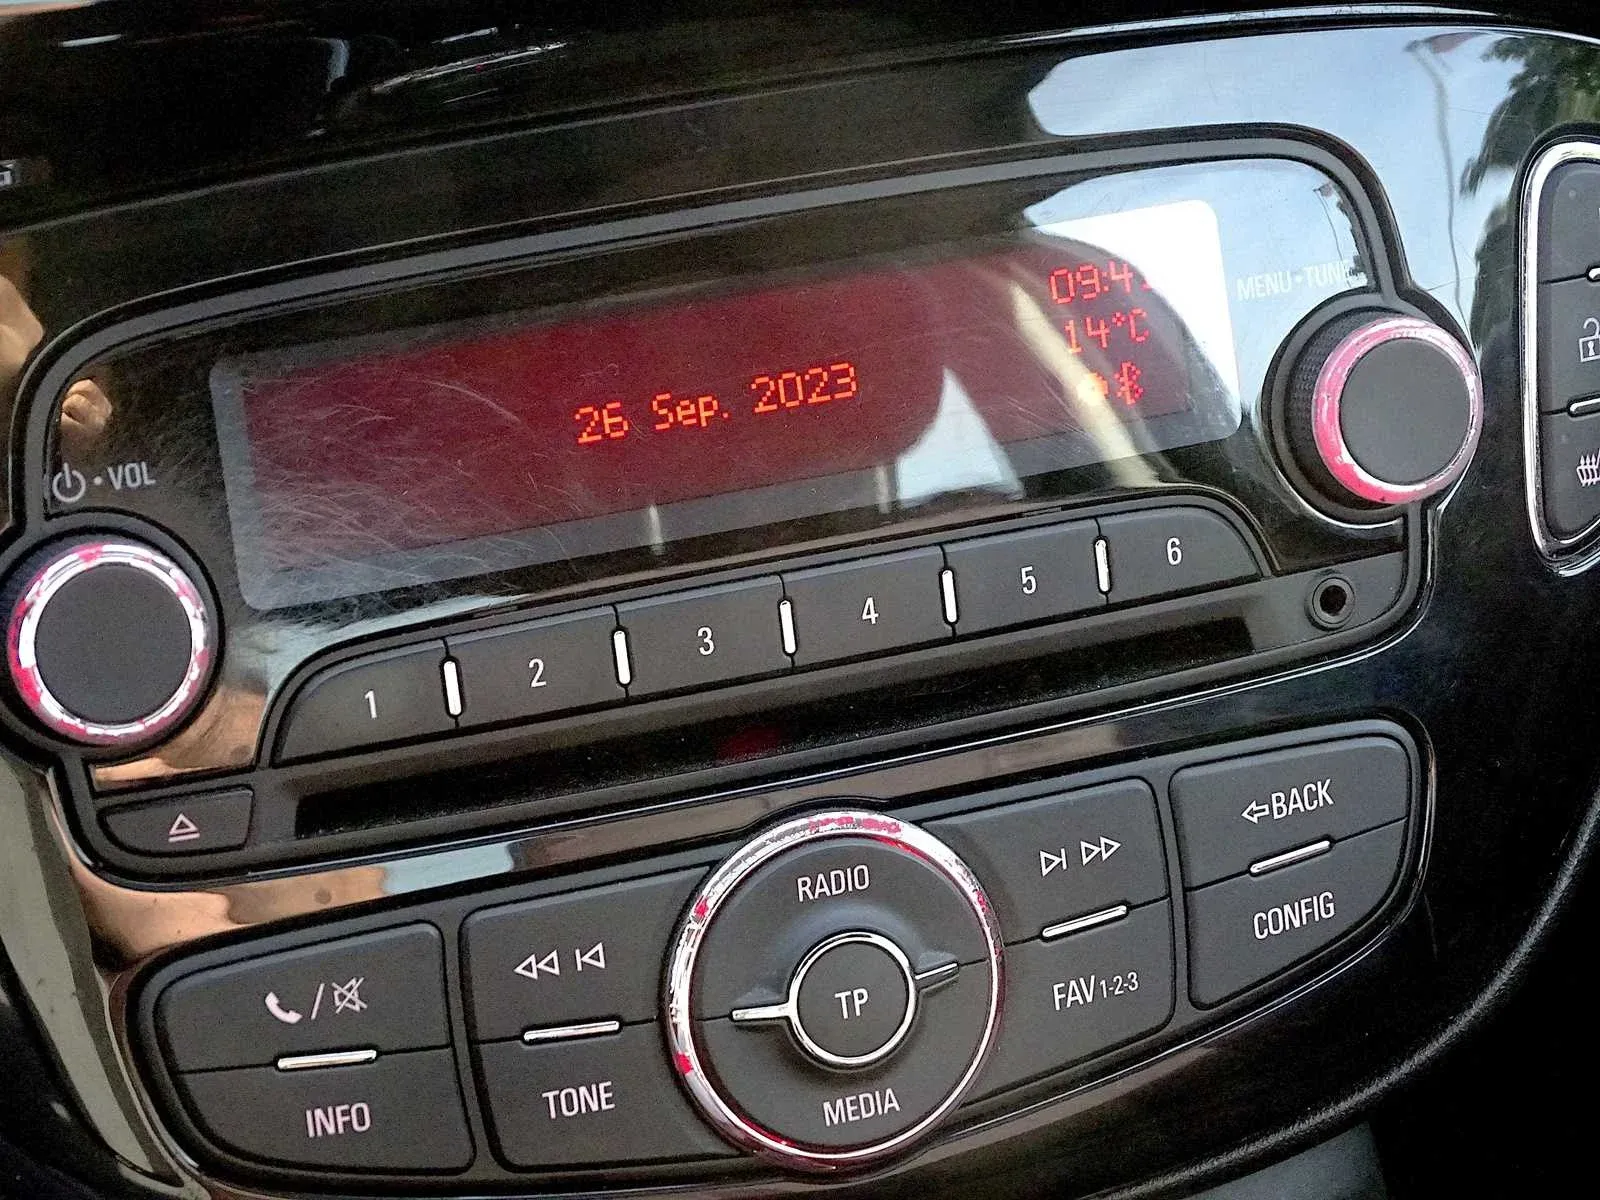 09:4
14°C
26 Sep. 2023
MENU•TUNE
•VOL
1
2
3
4
5
6
BACK
RADIO
CONFIG
TP
FAV 1-2-3
MEDIA
TONE
INFO